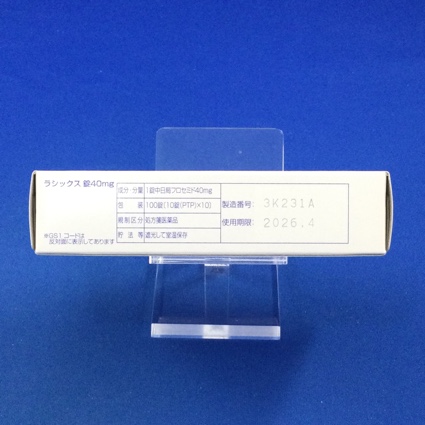 ラシックス 錠40mg
※GS1 コードは
反対面に表示してあります
成分・分量 1錠中日局フロセミド40mg
包装 100錠[10錠(PTP)×10]
規制区分 処方箋医薬品
貯法等 遮光して室温保存
製造番号: 3K231A
使用期限: 2026.4